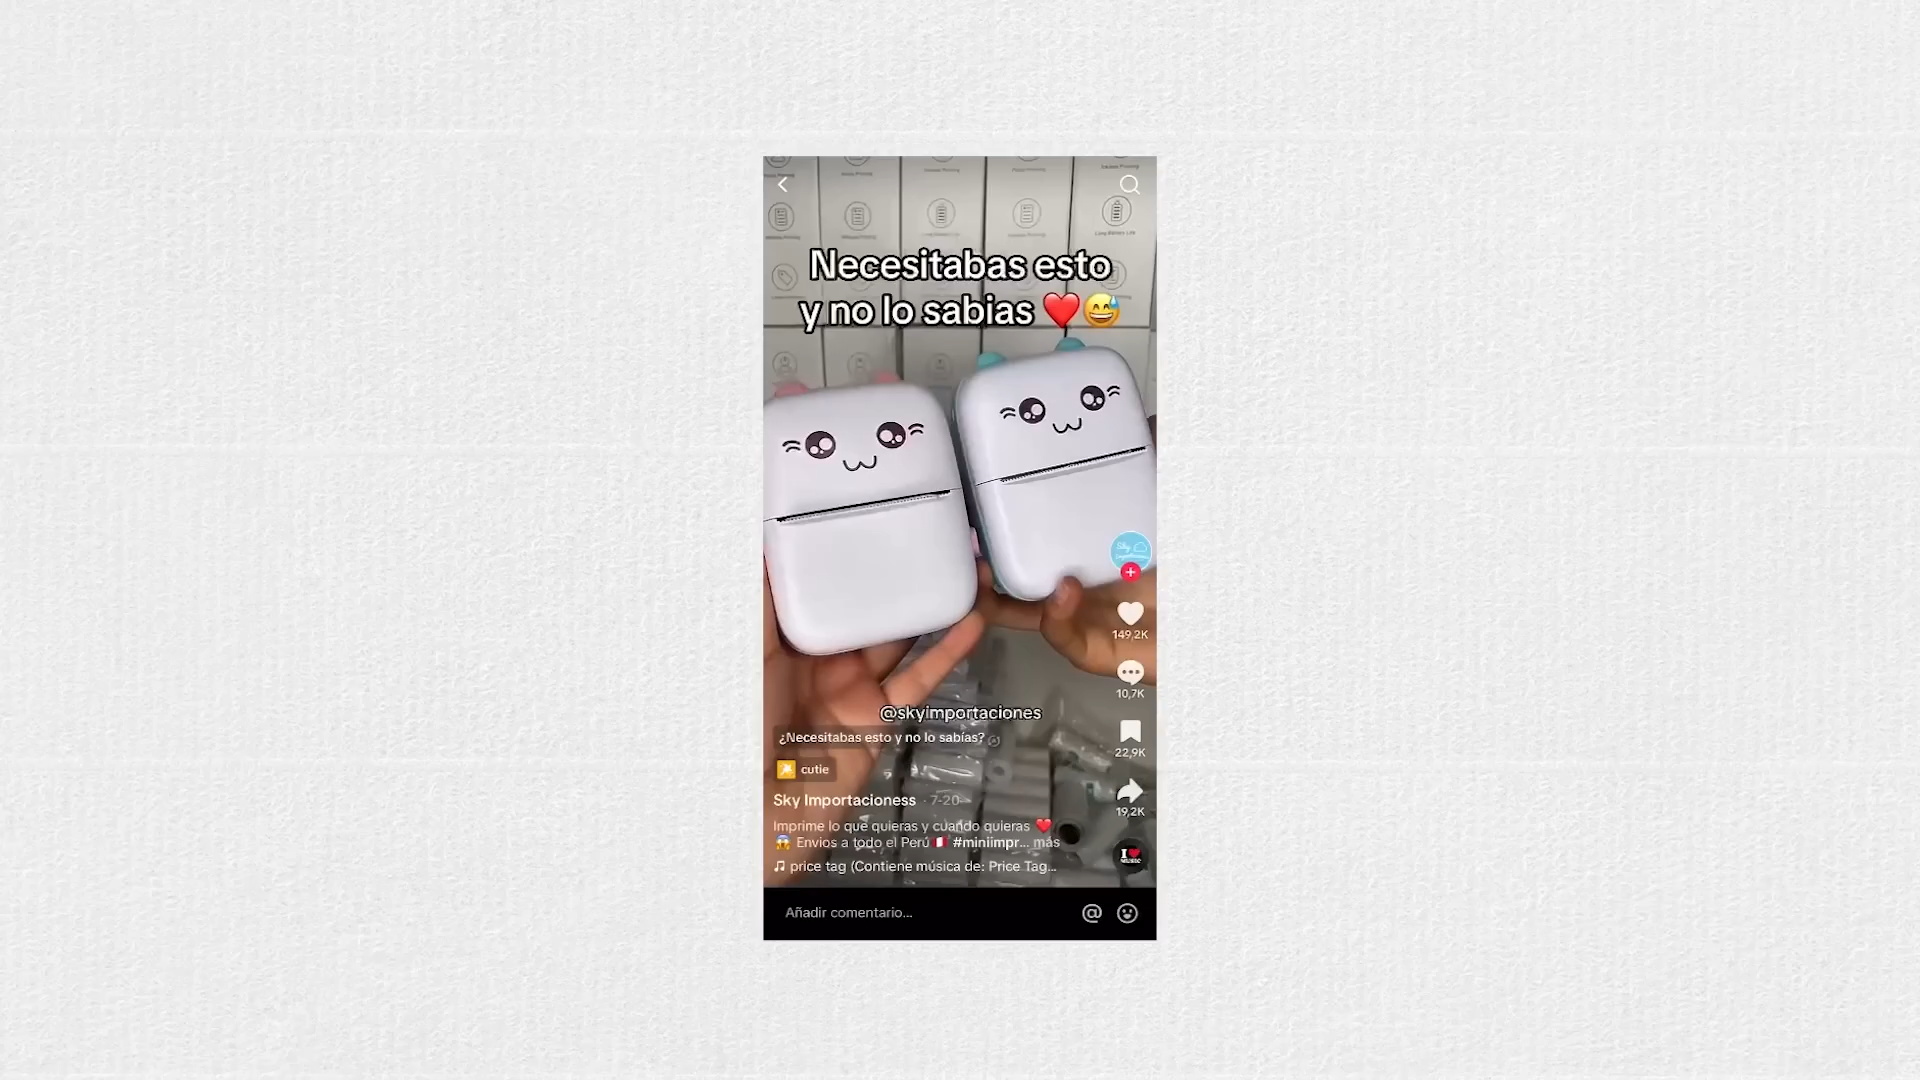 Necesitabas esto
y no lo sabias ❤️😅
149,2K
10,7K
22,9K
19,2K
@skyimportaciones
¿Necesitabas esto y no lo sabías?
cutie
Sky Importacioness · 7-20
Imprime lo que quieras y cuando quieras ❤️
😱 Envios a todo el Perú 🇵🇪 #miniimpr... más
price tag (Contiene música de: Price Tag...
Añadir comentario...